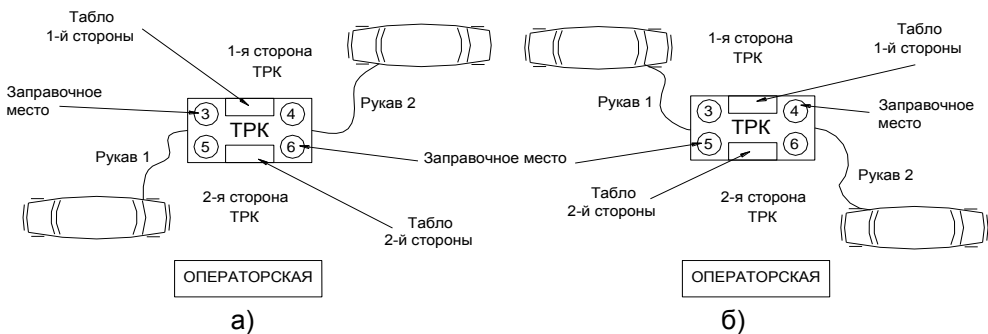 Табло
1-й стороны
1-я сторона
ТРК
Заправочное
место
3
4
ТРК
5
6
Рукав 1
Рукав 2
Заправочное место
2-я сторона
ТРК
Табло
2-й стороны
ОПЕРАТОРСКАЯ
а)
1-я сторона
ТРК
Табло
1-й стороны
Рукав 1
3
4
ТРК
5
6
Заправочное
место
Рукав 2
Табло
2-й стороны
2-я сторона
ТРК
ОПЕРАТОРСКАЯ
б)